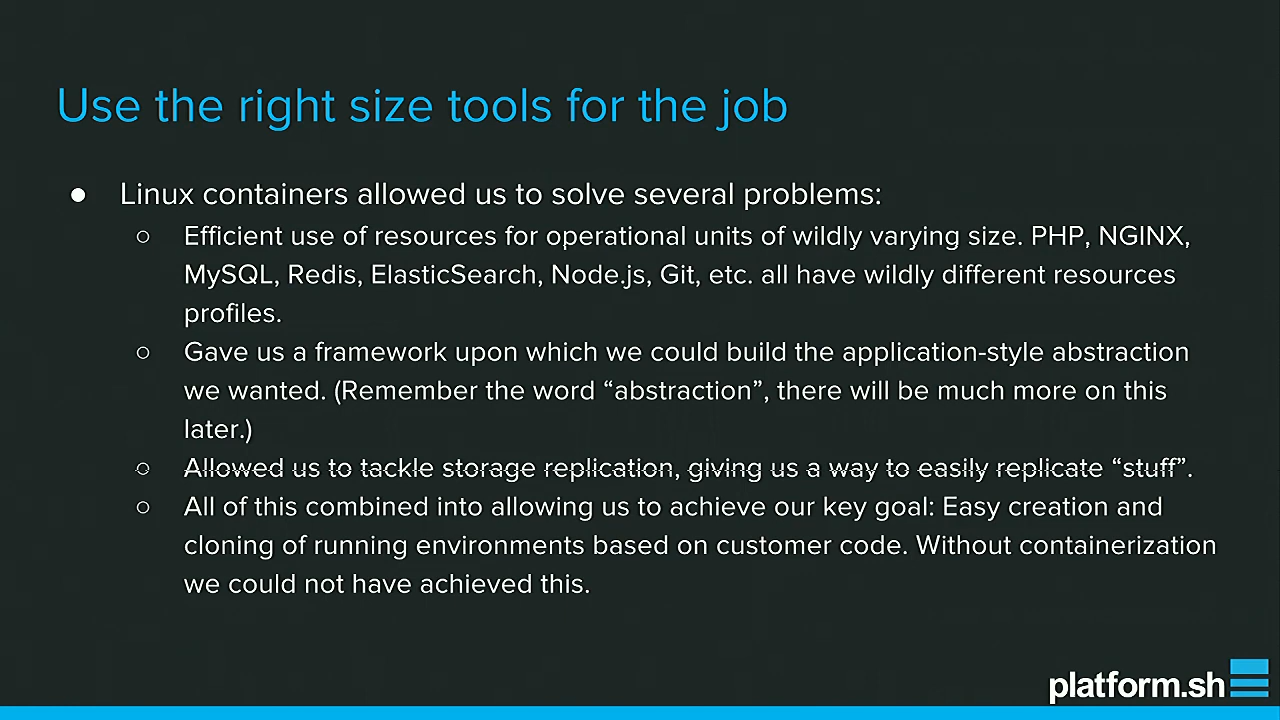 Use the right size tools for the job
● Linux containers allowed us to solve several problems:
○ Efficient use of resources for operational units of wildly varying size. PHP, NGINX,
MySQL, Redis, ElasticSearch, Node.js, Git, etc. all have wildly different resources
profiles.
○ Gave us a framework upon which we could build the application-style abstraction
we wanted. (Remember the word “abstraction”, there will be much more on this
later.)
○ Allowed us to tackle storage replication, giving us a way to easily replicate “stuff”.
○ All of this combined into allowing us to achieve our key goal: Easy creation and
cloning of running environments based on customer code. Without containerization
we could not have achieved this.
platform.sh